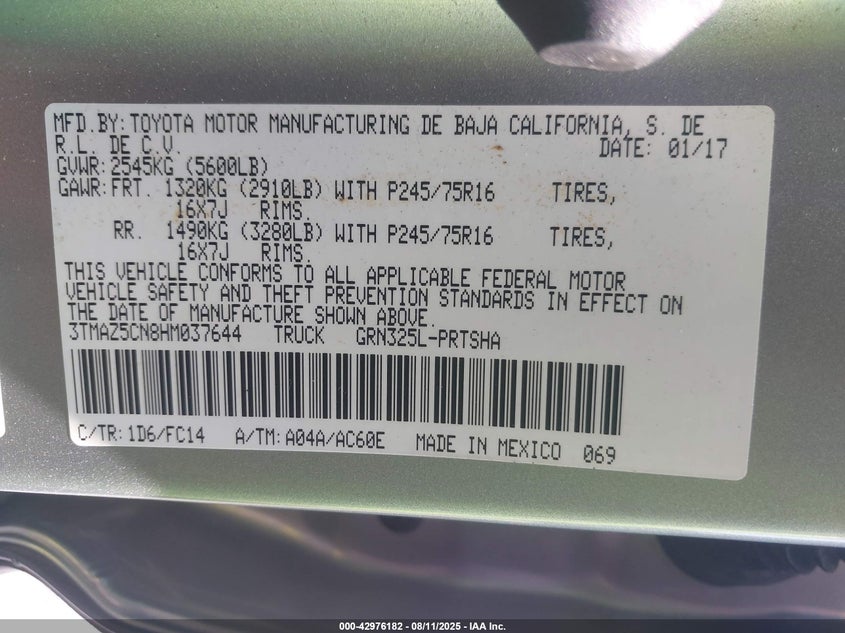 MFD.BY:TOYOTA MOTOR MANUFACTURING DE BAJA CALIFORNIA, S. DE
R.L. DE C.V. DATE: 01/17
GVWR:2545KG (5600LB)
GAWR:FRT. 1320KG (2910LB) WITH P245/75R16 TIRES,
16X7J RIMS.
RR. 1490KG (3280LB) WITH P245/75R16 TIRES,
16X7J RIMS.
THIS VEHICLE CONFORMS TO ALL APPLICABLE FEDERAL MOTOR
VEHICLE SAFETY AND THEFT PREVENTION STANDARDS IN EFFECT ON
THE DATE OF MANUFACTURE SHOWN ABOVE.
3TMAZ5CN8HM037644 TRUCK GRN325L-PRTSHA
C/TR:1D6/FC14 A/TM:A04A/AC60E MADE IN MEXICO 069
000-42976182 - 08/11/2025 - IAA Inc.